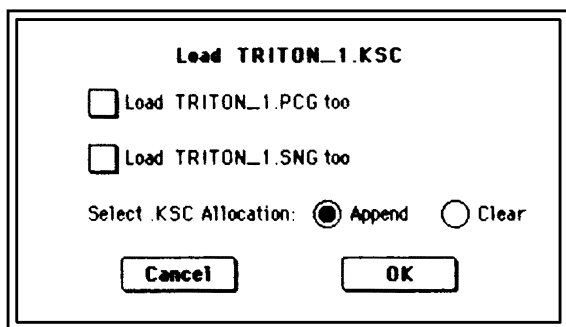 Load TRITON_1.KSC
Load TRITON_1.PCG too
Load TRITON_1.SNG too
Select .KSC Allocation: Append Clear
Cancel OK